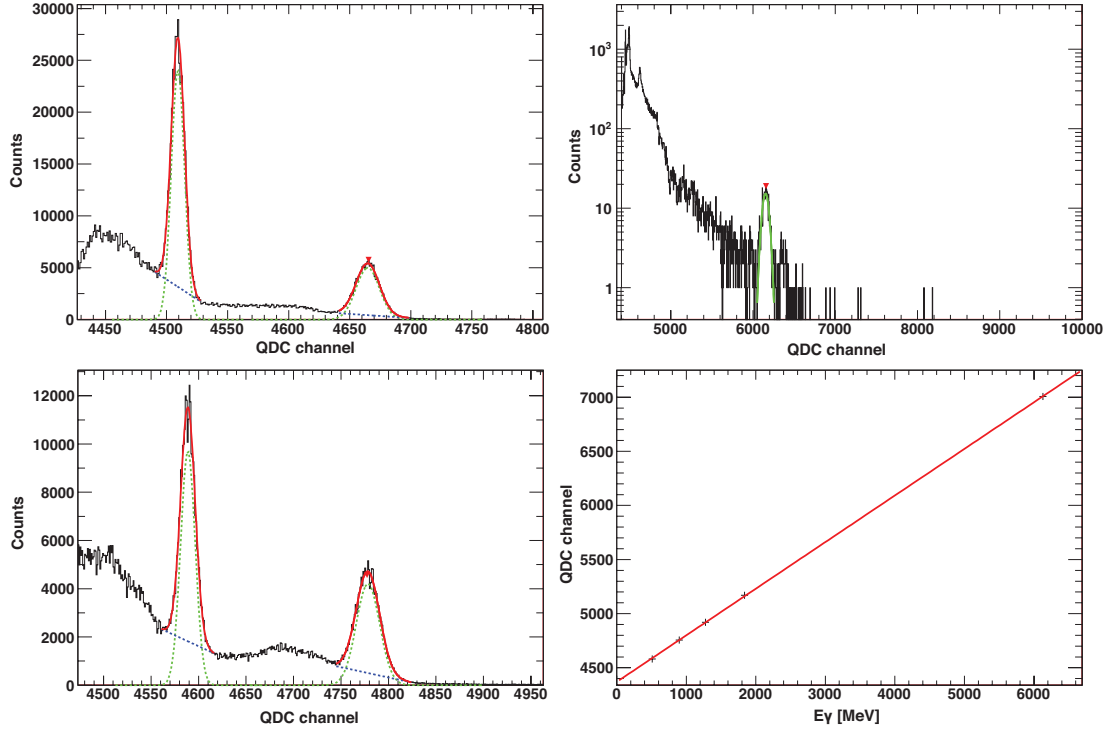 30000
25000
20000
15000
10000
5000
0
Counts
4450 4500 4550 4600 4650 4700 4750 4800
QDC channel
10³
10²
10
1
Counts
5000 6000 7000 8000 9000 10000
QDC channel
12000
10000
8000
6000
4000
2000
0
Counts
4500 4550 4600 4650 4700 4750 4800 4850 4900 4950
QDC channel
7000
6500
6000
5500
5000
4500
QDC channel
0 1000 2000 3000 4000 5000 6000
Eγ [MeV]